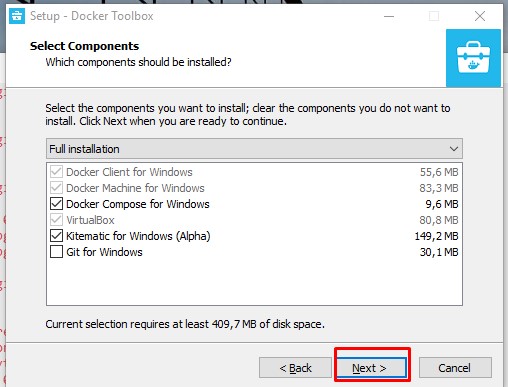 Setup - Docker Toolbox
Select Components
Which components should be installed?
Select the components you want to install; clear the components you do not want to
install. Click Next when you are ready to continue.
Full installation
Docker Client for Windows 55,6 MB
Docker Machine for Windows 83,3 MB
Docker Compose for Windows 9,6 MB
VirtualBox 80,8 MB
Kitematic for Windows (Alpha) 149,2 MB
Git for Windows 30,1 MB
Current selection requires at least 409,7 MB of disk space.
< Back Next > Cancel